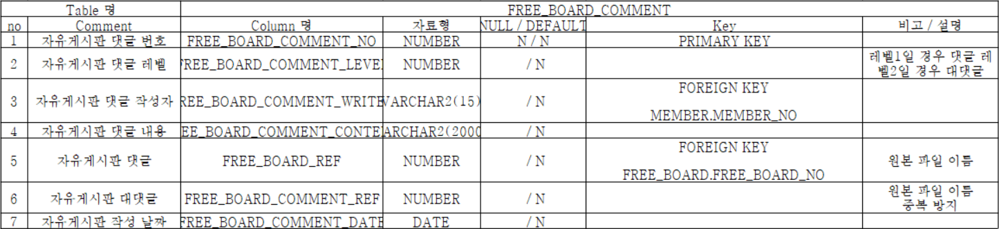 Table 명 FREE_BOARD_COMMENT
no Comment Column 명 자료형 NULL / DEFAULT Key 비고 / 설명
1 자유게시판 댓글 번호 FREE_BOARD_COMMENT_NO NUMBER N / N PRIMARY KEY
2 자유게시판 댓글 레벨 FREE_BOARD_COMMENT_LEVEL NUMBER / N 레벨1일 경우 댓글 레
벨2일 경우 대댓글
3 자유게시판 댓글 작성자 REE_BOARD_COMMENT_WRITE VARCHAR2(15) / N FOREIGN KEY
MEMBER.MEMBER_NO
4 자유게시판 댓글 내용 EE_BOARD_COMMENT_CONTE ARCHAR2(2000 / N
5 자유게시판 댓글 FREE_BOARD_REF NUMBER / N FOREIGN KEY
FREE_BOARD.FREE_BOARD_NO 원본 파일 이름
6 자유게시판 대댓글 FREE_BOARD_COMMENT_REF NUMBER / N 원본 파일 이름
중복 방지
7 자유게시판 작성 날짜 FREE_BOARD_COMMENT_DATE DATE / N